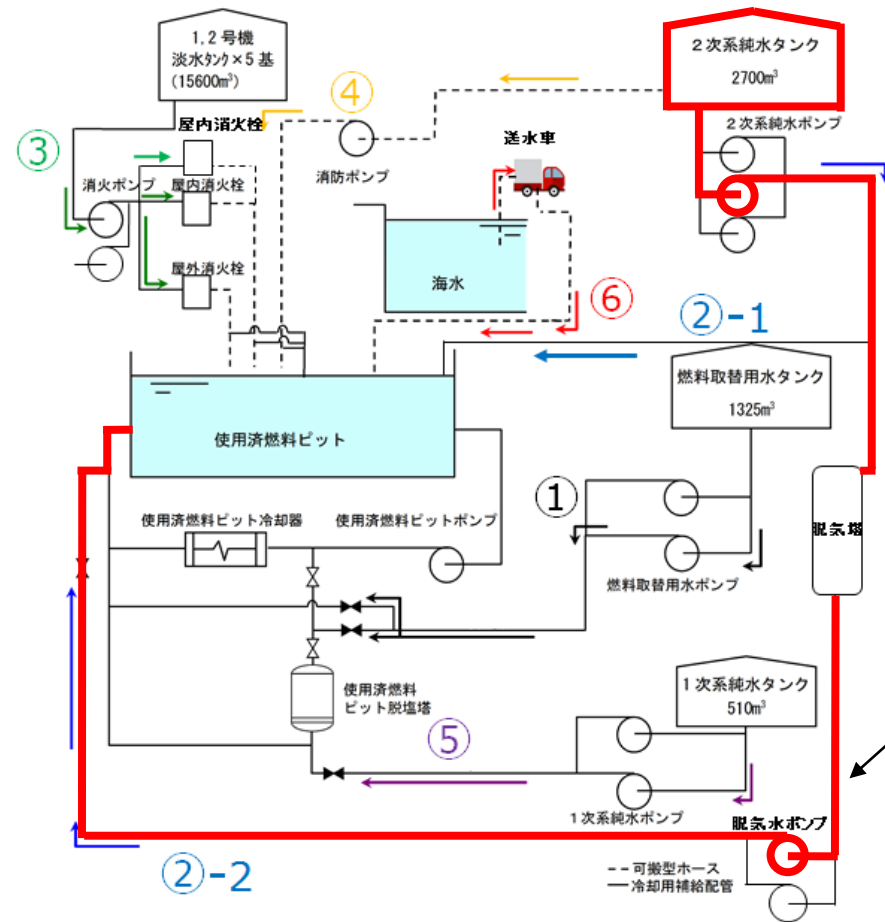 1,2号機
淡水タンク×5基
(15600m³)
③
屋内消火栓
消火ポンプ
屋内消火栓
屋外消火栓
④
消防ポンプ
送水車
海水
⑥
2次系純水タンク
2700m³
2次系純水ポンプ
②-1
燃料取替用水タンク
1325m³
使用済燃料ピット
①
使用済燃料ピット冷却器
使用済燃料ピットポンプ
燃料取替用水ポンプ
脱気塔
使用済燃料
ピット脱塩塔
⑤
1次系純水タンク
510m³
1次系純水ポンプ
脱気水ポンプ
②-2
--可搬型ホース
―冷却用補給配管